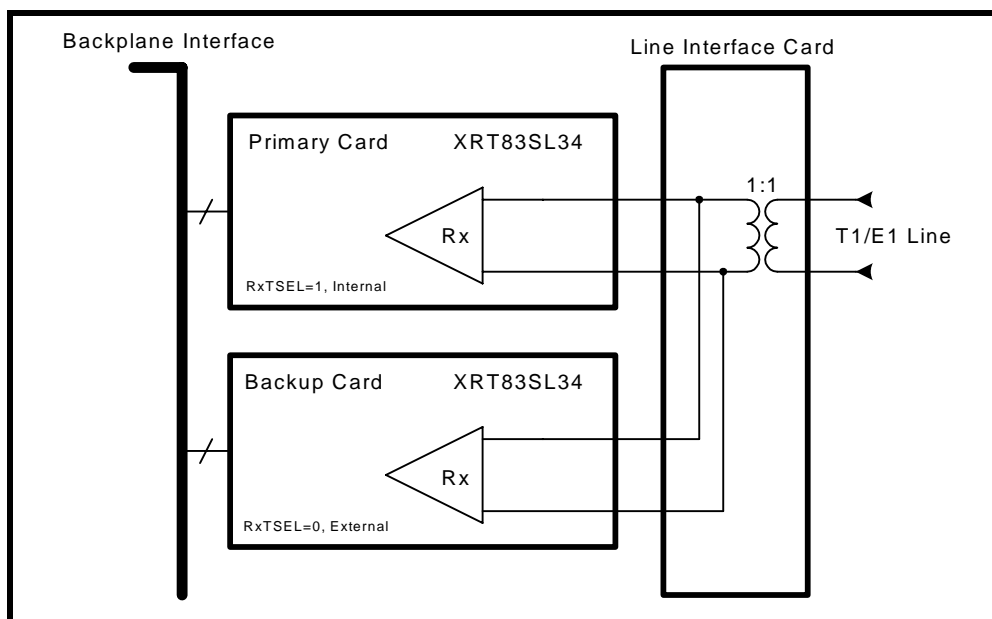 Backplane Interface
Line Interface Card
Primary Card XRT83SL34
Rx
RxTSEL=1, Internal
1:1
T1/E1 Line
Backup Card XRT83SL34
Rx
RxTSEL=0, External